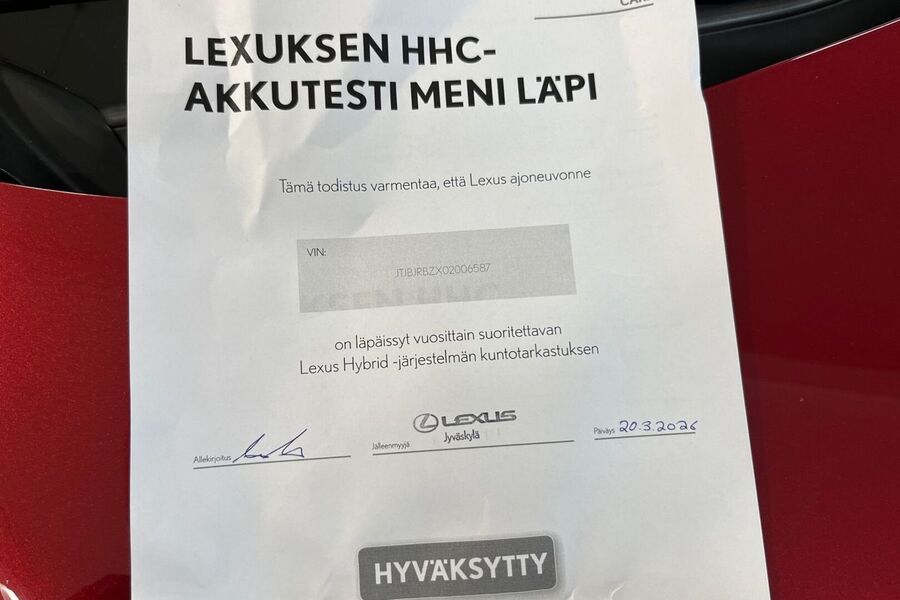 LEXUKSEN HHC-
AKKUTESTI MENI LÄPI
Tämä todistus varmentaa, että Lexus ajoneuvonne
VIN:
JTJBJRBZX02006587
on läpäissyt vuosittain suoritettavan
Lexus Hybrid -järjestelmän kuntotarkastuksen
Allekirjoitus
Jälleenmyyjä
LEXUS
Jyväskylä
Päiväys 20.3.2026
HYVÄKSYTTY